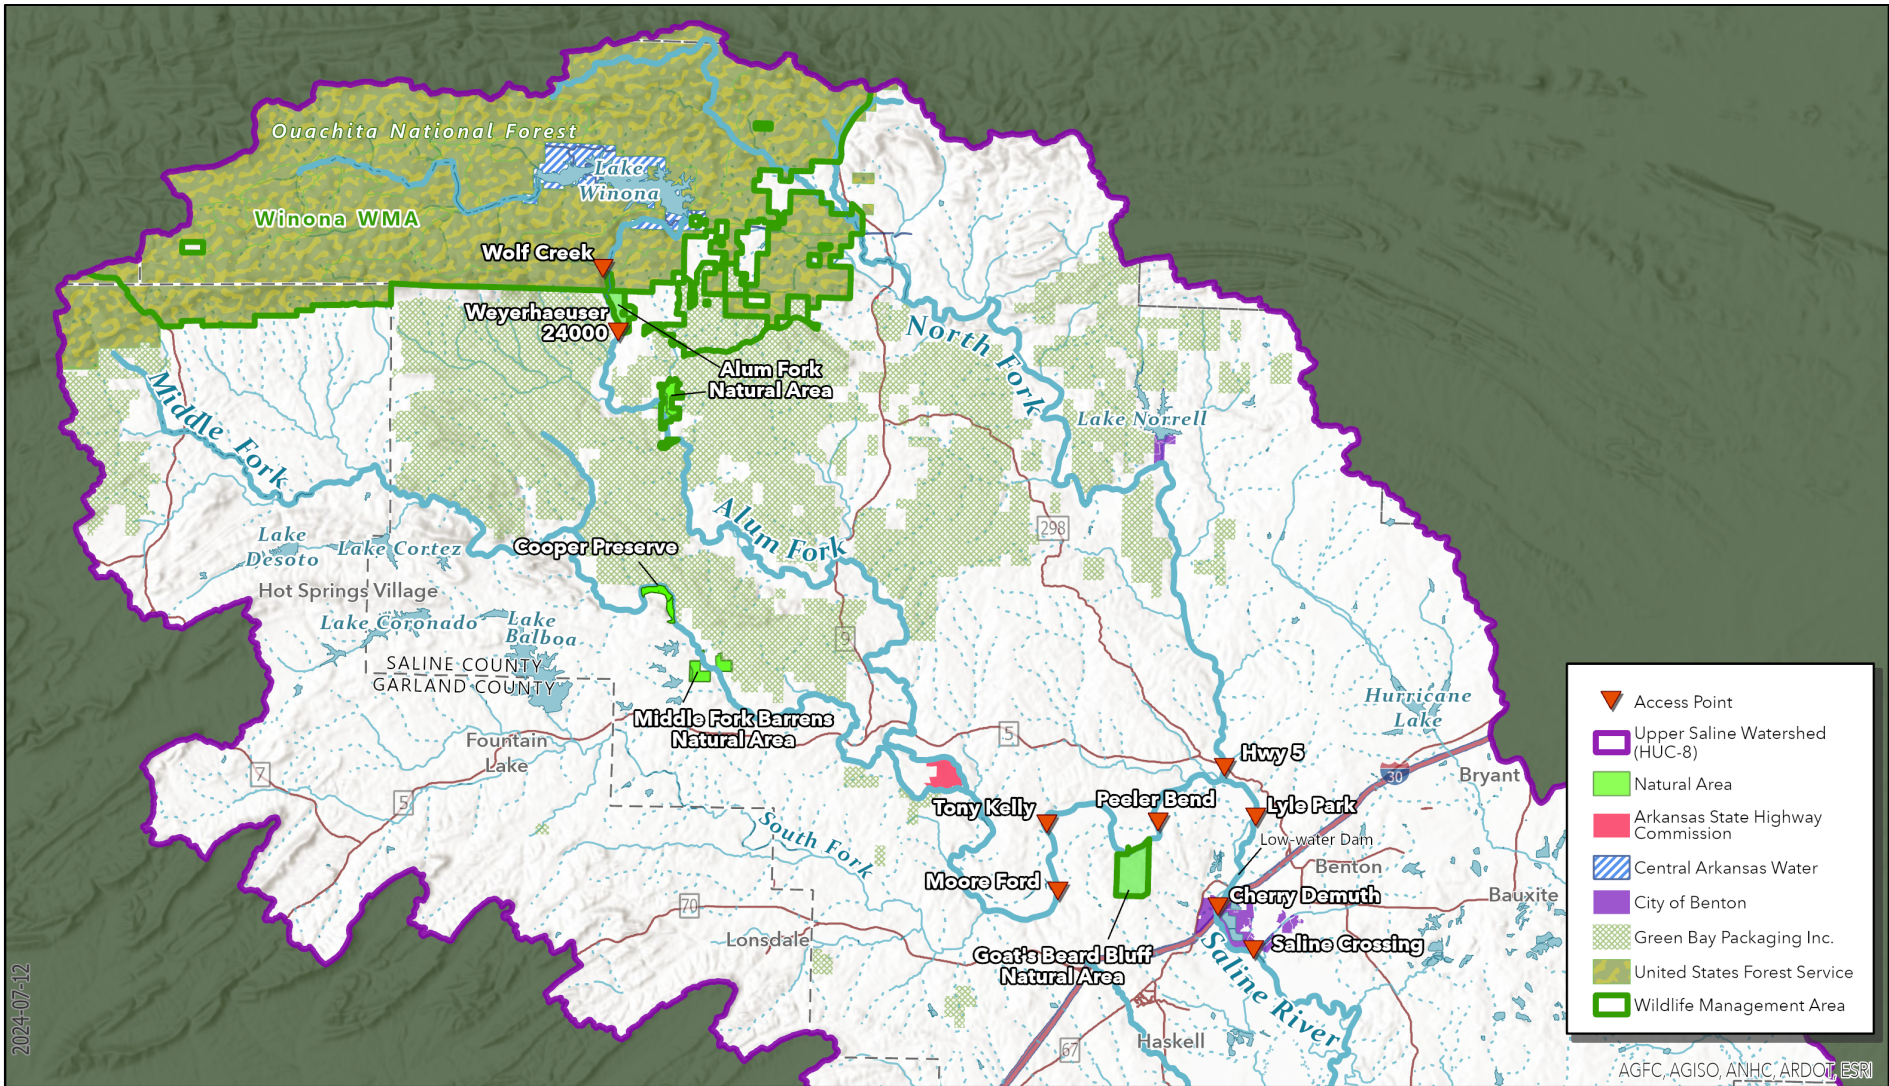 Ouachita National Forest
Lake
Winona
Winona WMA
Wolf Creek
Weyerhaeuser
24000
Alum Fork
Natural Area
North Fork
Middle Fork
Lake Norrell
Alum Fork
298
Lake
Desoto
Lake Cortez
Cooper Preserve
Hot Springs Village
Lake Coronado
Lake
Balboa
9
SALINE COUNTY
GARLAND COUNTY
Middle Fork Barrens
Natural Area
Hurricane
Lake
5
Fountain
Lake
7
5
Hwy 5
30
Bryant
Tony Kelly
Peeler Bend
Lyle Park
South Fork
Low-water Dam
Benton
Moore Ford
Cherry Demuth
Bauxite
70
Lonsdale
Goat's Beard Bluff
Natural Area
Saline Crossing
Saline River
67
Haskell
Access Point
Upper Saline Watershed
(HUC-8)
Natural Area
Arkansas State Highway
Commission
Central Arkansas Water
City of Benton
Green Bay Packaging Inc.
United States Forest Service
Wildlife Management Area
2024-07-12
AGFC, AGISO, ANHC, ARDOT, ESRI